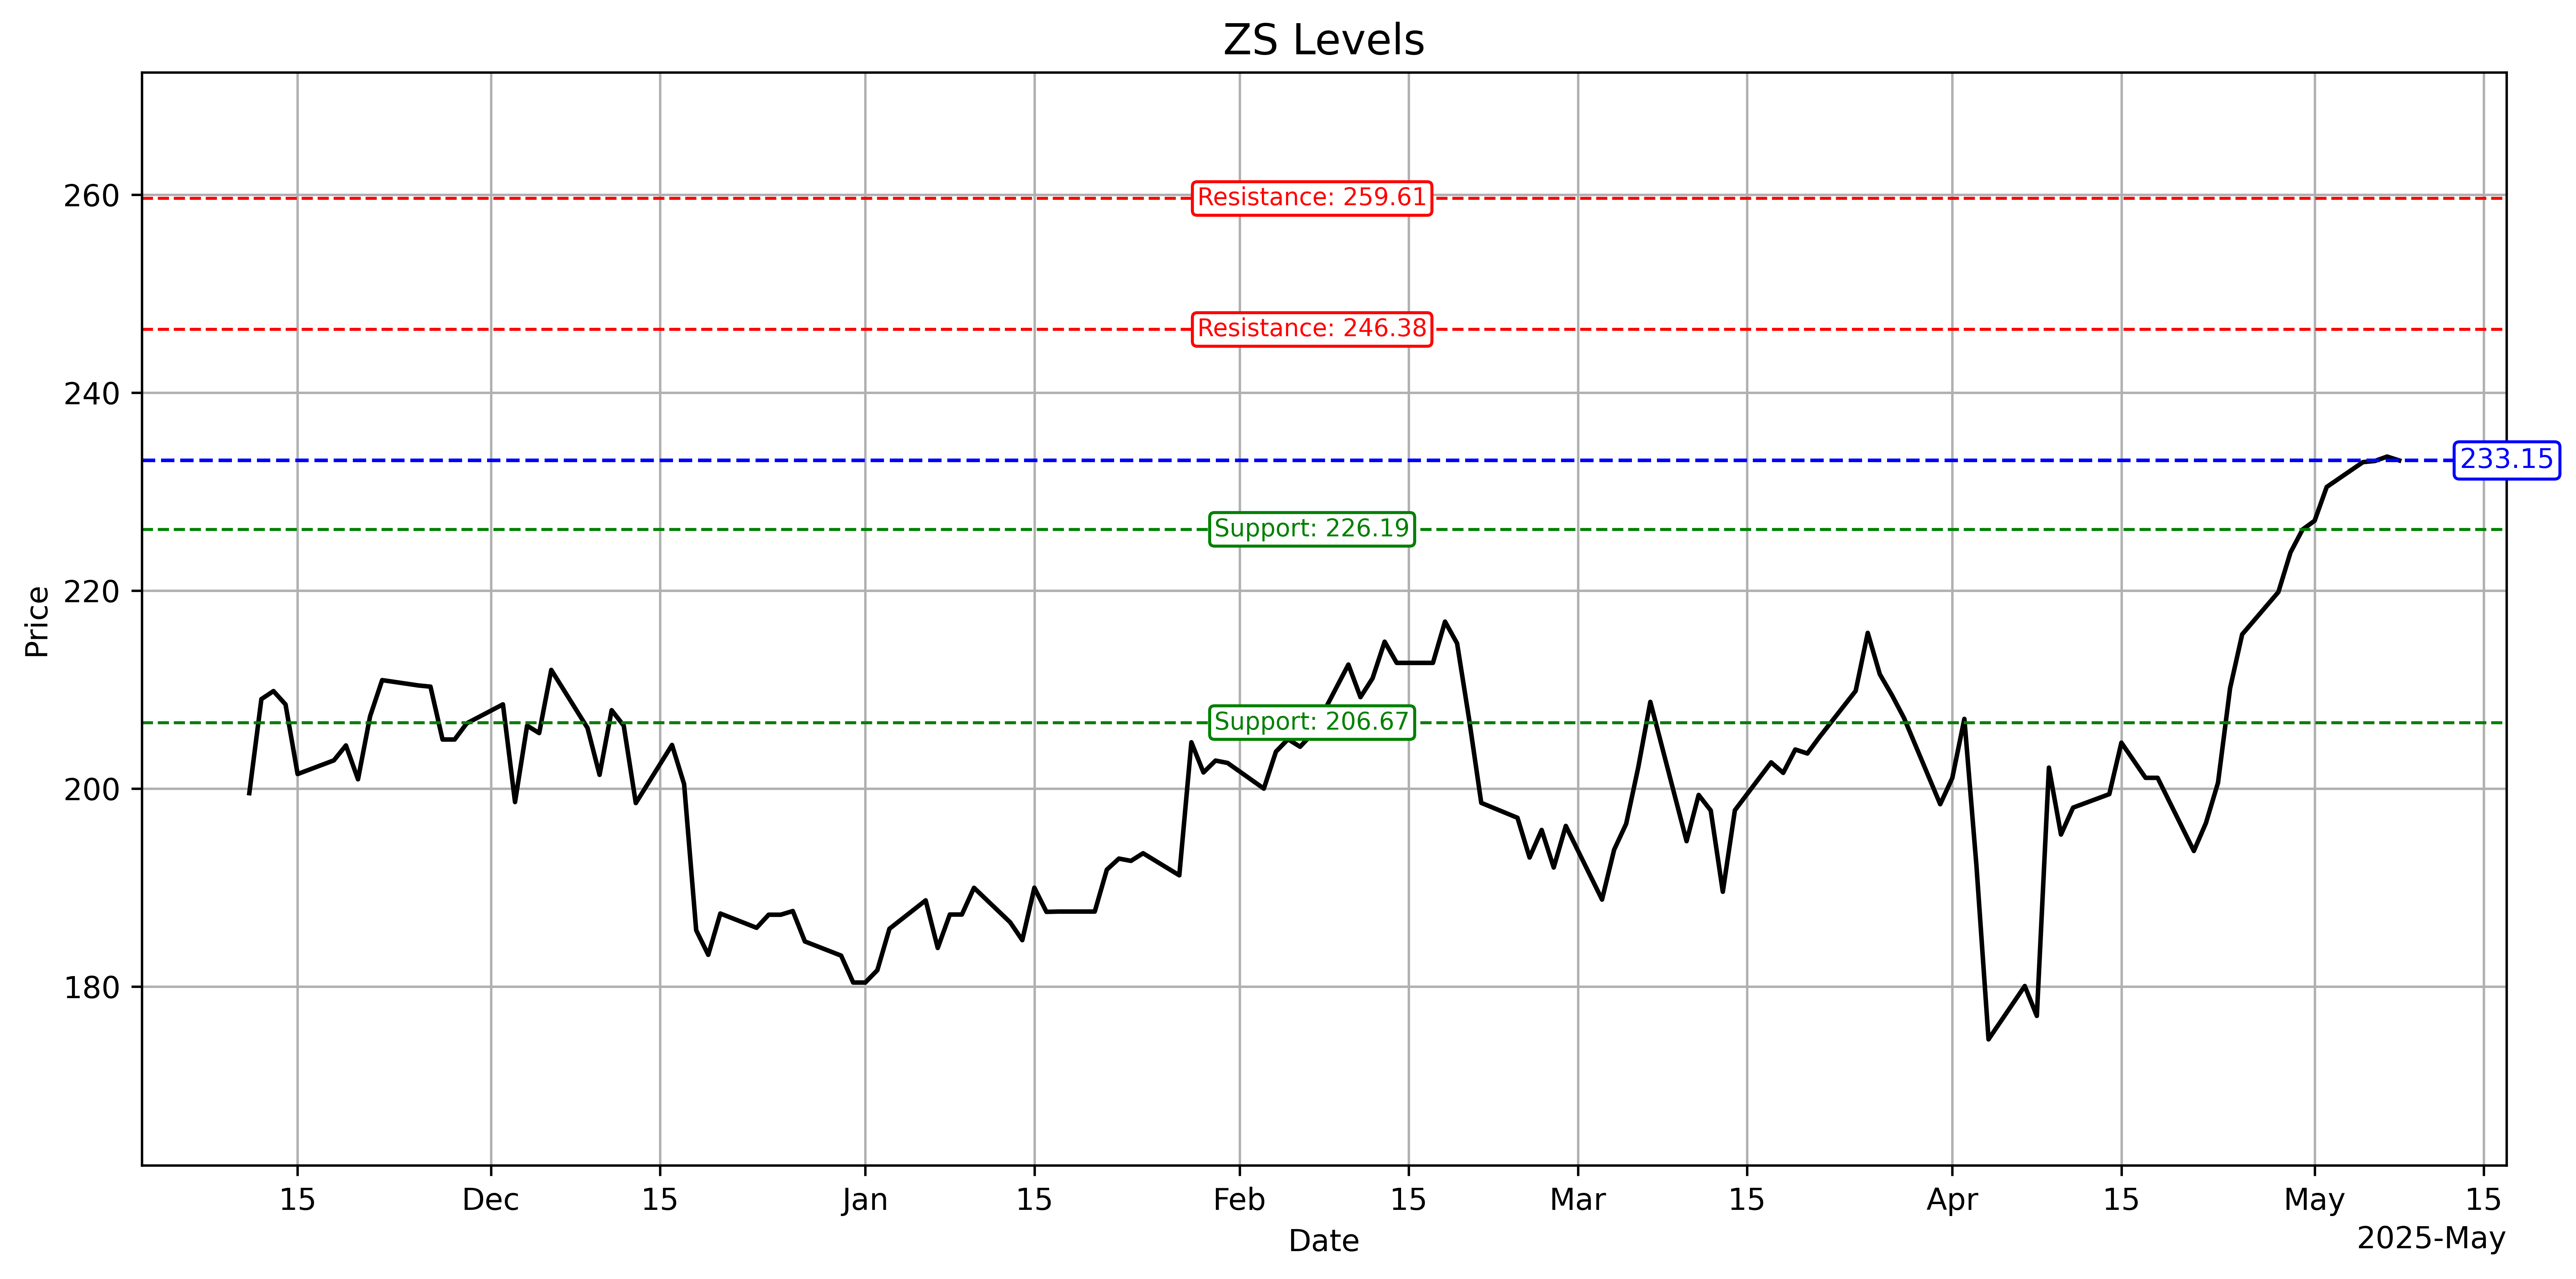 ZS Levels
260
240
220
200
180
Price
Resistance: 259.61
Resistance: 246.38
233.15
Support: 226.19
Support: 206.67
15 Dec 15 Jan 15 Feb 15 Mar 15 Apr 15 May 15
Date
2025-May